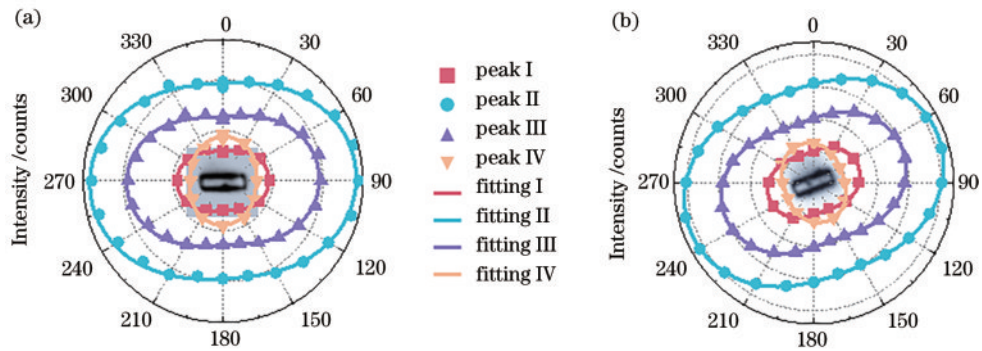 (a)
0
30
60
90
120
150
180
210
240
270
300
330
Intensity /counts
peak I
peak II
peak III
peak IV
fitting I
fitting II
fitting III
fitting IV
(b)
0
30
60
90
120
150
180
210
240
270
300
330
Intensity /counts